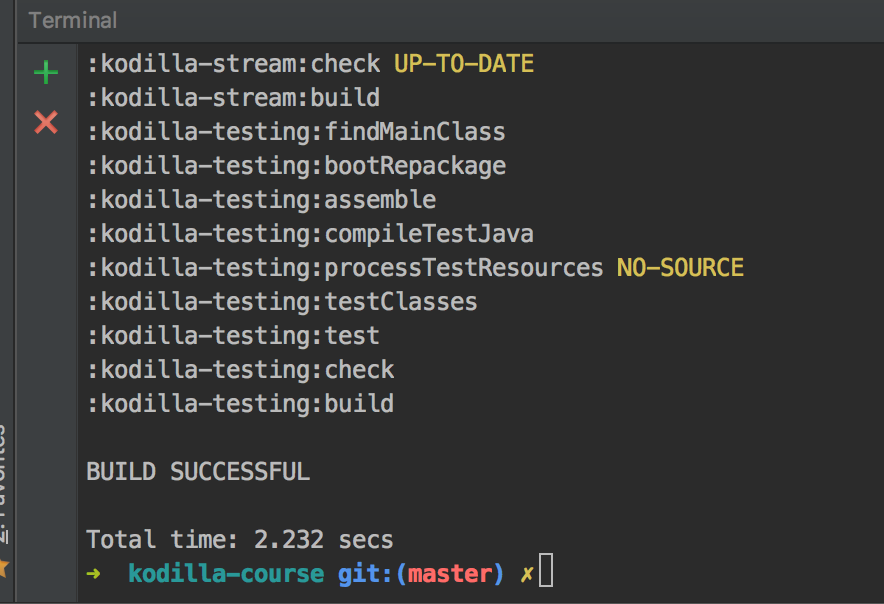 Terminal
:kodilla-stream:check UP-TO-DATE
:kodilla-stream:build
:kodilla-testing:findMainClass
:kodilla-testing:bootRepackage
:kodilla-testing:assemble
:kodilla-testing:compileTestJava
:kodilla-testing:processTestResources NO-SOURCE
:kodilla-testing:testClasses
:kodilla-testing:test
:kodilla-testing:check
:kodilla-testing:build
BUILD SUCCESSFUL
Total time: 2.232 secs
➜ kodilla-course git:(master) ✗
2: Favorites